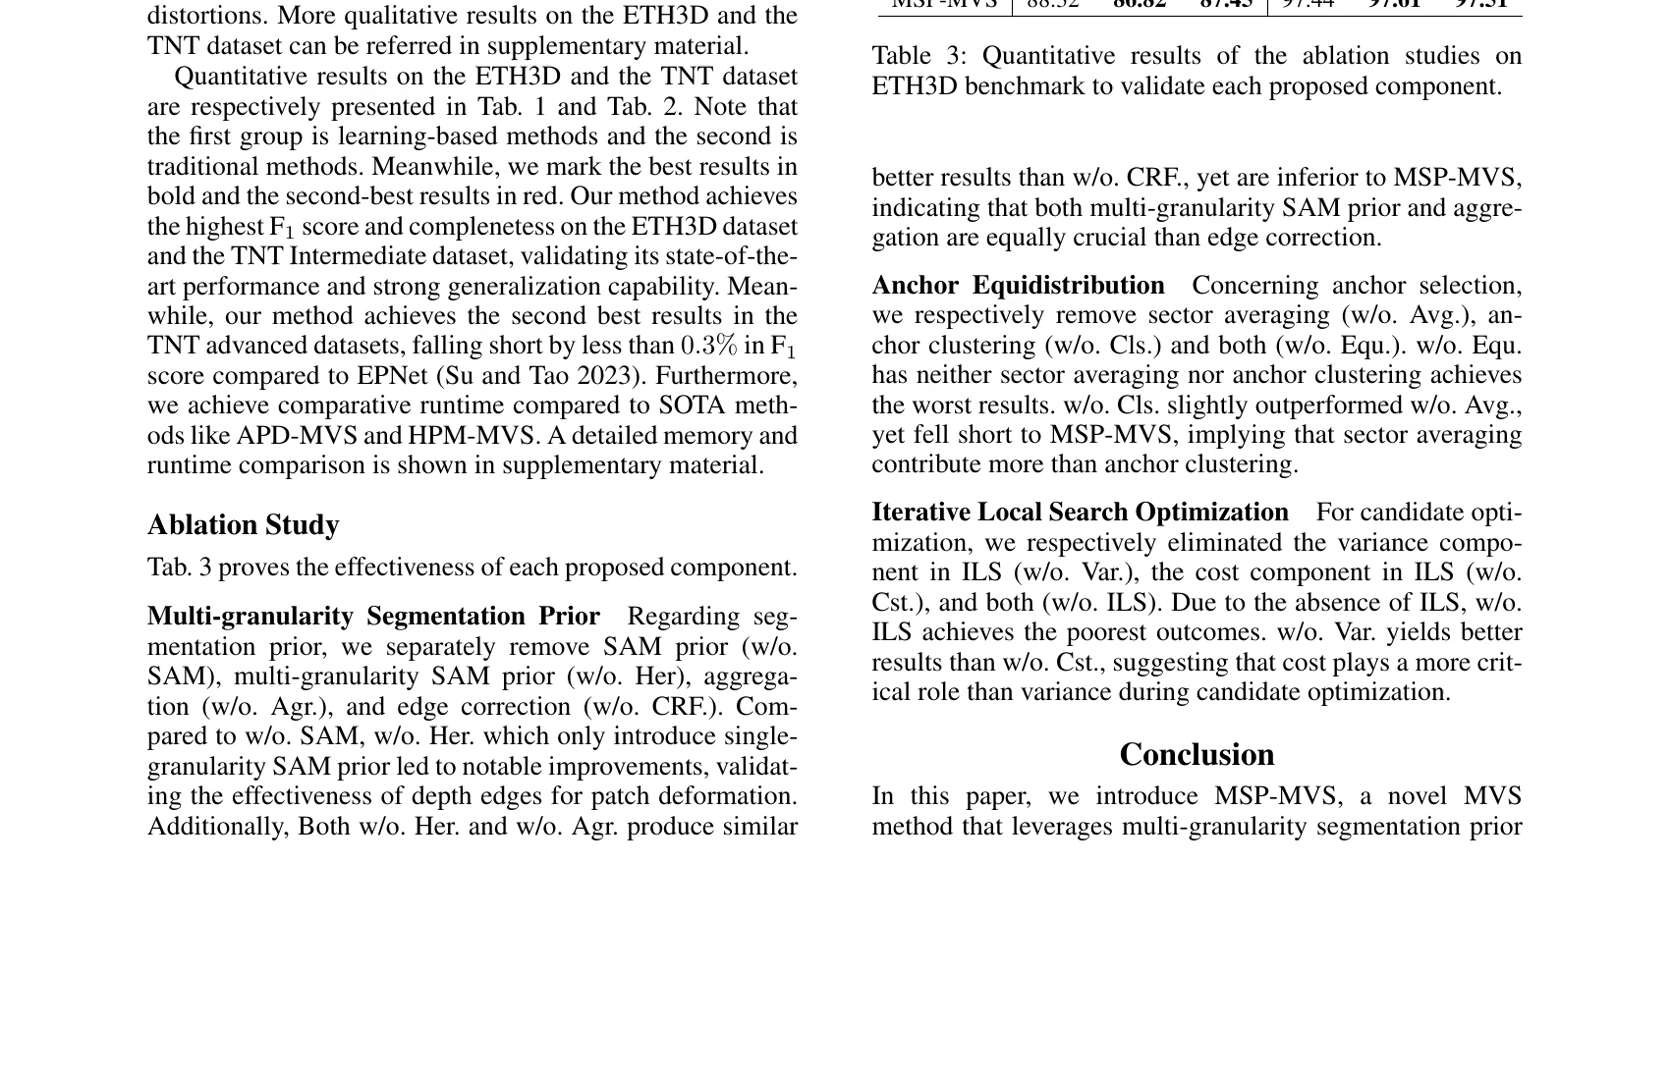 distortions. More qualitative results on the ETH3D and the
TNT dataset can be referred in supplementary material.
Quantitative results on the ETH3D and the TNT dataset
are respectively presented in Tab. 1 and Tab. 2. Note that
the first group is learning-based methods and the second is
traditional methods. Meanwhile, we mark the best results in
bold and the second-best results in red. Our method achieves
the highest F1 score and complenetess on the ETH3D dataset
and the TNT Intermediate dataset, validating its state-of-the-
art performance and strong generalization capability. Mean-
while, our method achieves the second best results in the
TNT advanced datasets, falling short by less than 0.3% in F1
score compared to EPNet (Su and Tao 2023). Furthermore,
we achieve comparative runtime compared to SOTA meth-
ods like APD-MVS and HPM-MVS. A detailed memory and
runtime comparison is shown in supplementary material.
Ablation Study
Tab. 3 proves the effectiveness of each proposed component.
Multi-granularity Segmentation Prior Regarding seg-
mentation prior, we separately remove SAM prior (w/o.
SAM), multi-granularity SAM prior (w/o. Her), aggrega-
tion (w/o. Agr.), and edge correction (w/o. CRF.). Com-
pared to w/o. SAM, w/o. Her. which only introduce single-
granularity SAM prior led to notable improvements, validat-
ing the effectiveness of depth edges for patch deformation.
Additionally, Both w/o. Her. and w/o. Agr. produce similar
MSP-MVS 88.32 86.82 87.45 97.44 97.61 97.51
Table 3: Quantitative results of the ablation studies on
ETH3D benchmark to validate each proposed component.
better results than w/o. CRF., yet are inferior to MSP-MVS,
indicating that both multi-granularity SAM prior and aggre-
gation are equally crucial than edge correction.
Anchor Equidistribution Concerning anchor selection,
we respectively remove sector averaging (w/o. Avg.), an-
chor clustering (w/o. Cls.) and both (w/o. Equ.). w/o. Equ.
has neither sector averaging nor anchor clustering achieves
the worst results. w/o. Cls. slightly outperformed w/o. Avg.,
yet fell short to MSP-MVS, implying that sector averaging
contribute more than anchor clustering.
Iterative Local Search Optimization For candidate opti-
mization, we respectively eliminated the variance compo-
nent in ILS (w/o. Var.), the cost component in ILS (w/o.
Cst.), and both (w/o. ILS). Due to the absence of ILS, w/o.
ILS achieves the poorest outcomes. w/o. Var. yields better
results than w/o. Cst., suggesting that cost plays a more crit-
ical role than variance during candidate optimization.
Conclusion
In this paper, we introduce MSP-MVS, a novel MVS
method that leverages multi-granularity segmentation prior